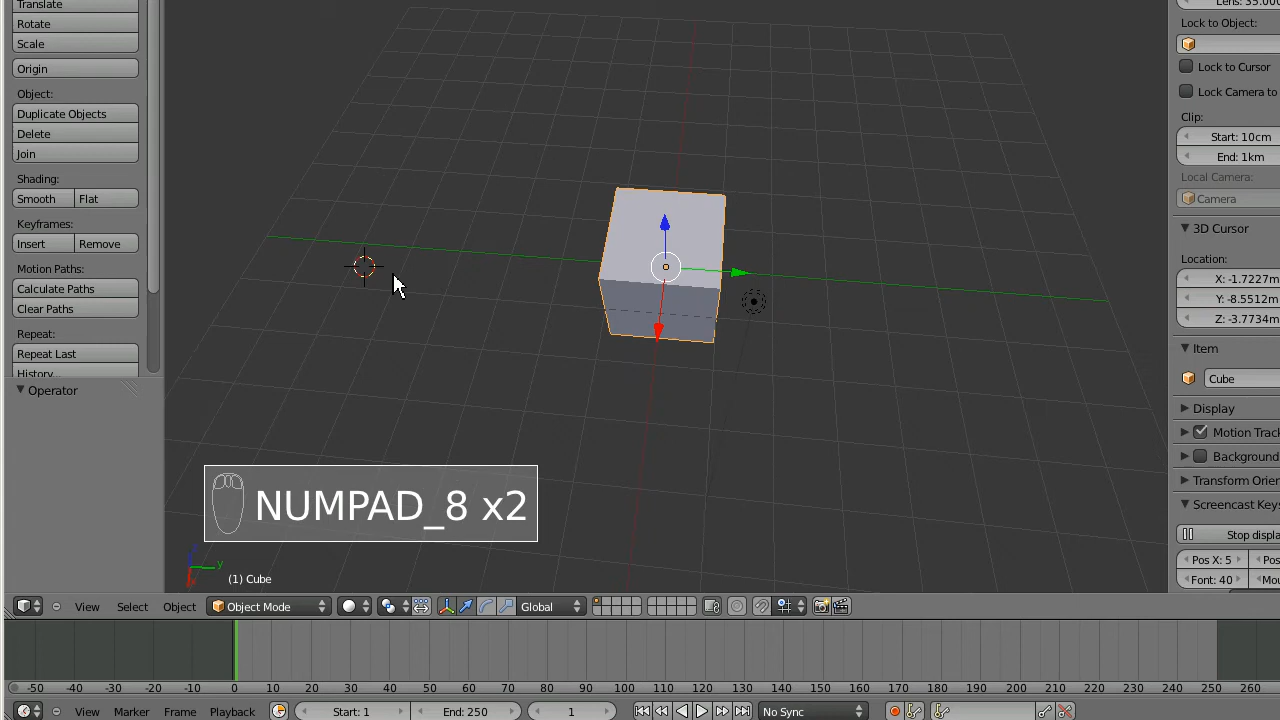 Translate
Rotate
Scale
Origin
Object:
Duplicate Objects
Delete
Join
Shading:
Smooth Flat
Keyframes:
Insert Remove
Motion Paths:
Calculate Paths
Clear Paths
Repeat:
Repeat Last
History...
Operator
NUMPAD_8 x2
y
(1) Cube
Lens: 35.000
Lock to Object:
Lock to Cursor
Lock Camera to
Clip:
Start: 10cm
End: 1km
Local Camera:
Camera
3D Cursor
Location:
X: -1.7227m
Y: -8.5512m
Z: -3.7734m
Item
Cube
Display
Motion Track
Background
Transform Orien
Screencast Keys
Stop displa
Pos X: 5 Pos
Font: 40 Mou
View Select Object Object Mode Global
-50 -40 -30 -20 -10 0 10 20 30 40 50 60 70 80 90 100 110 120 130 140 150 160 170 180 190 200 210 220 230 240 250 260
View Marker Frame Playback Start: 1 End: 250 1 No Sync